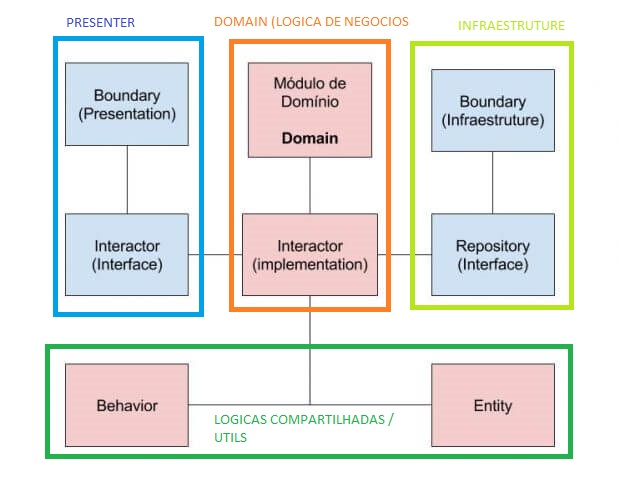 PRESENTER
DOMAIN (LOGICA DE NEGOCIOS
INFRAESTRUTURE
Boundary
(Presentation)
Módulo de
Domínio
Domain
Boundary
(Infraestruture)
Interactor
(Interface)
Interactor
(implementation)
Repository
(Interface)
Behavior
LOGICAS COMPARTILHADAS /
UTILS
Entity